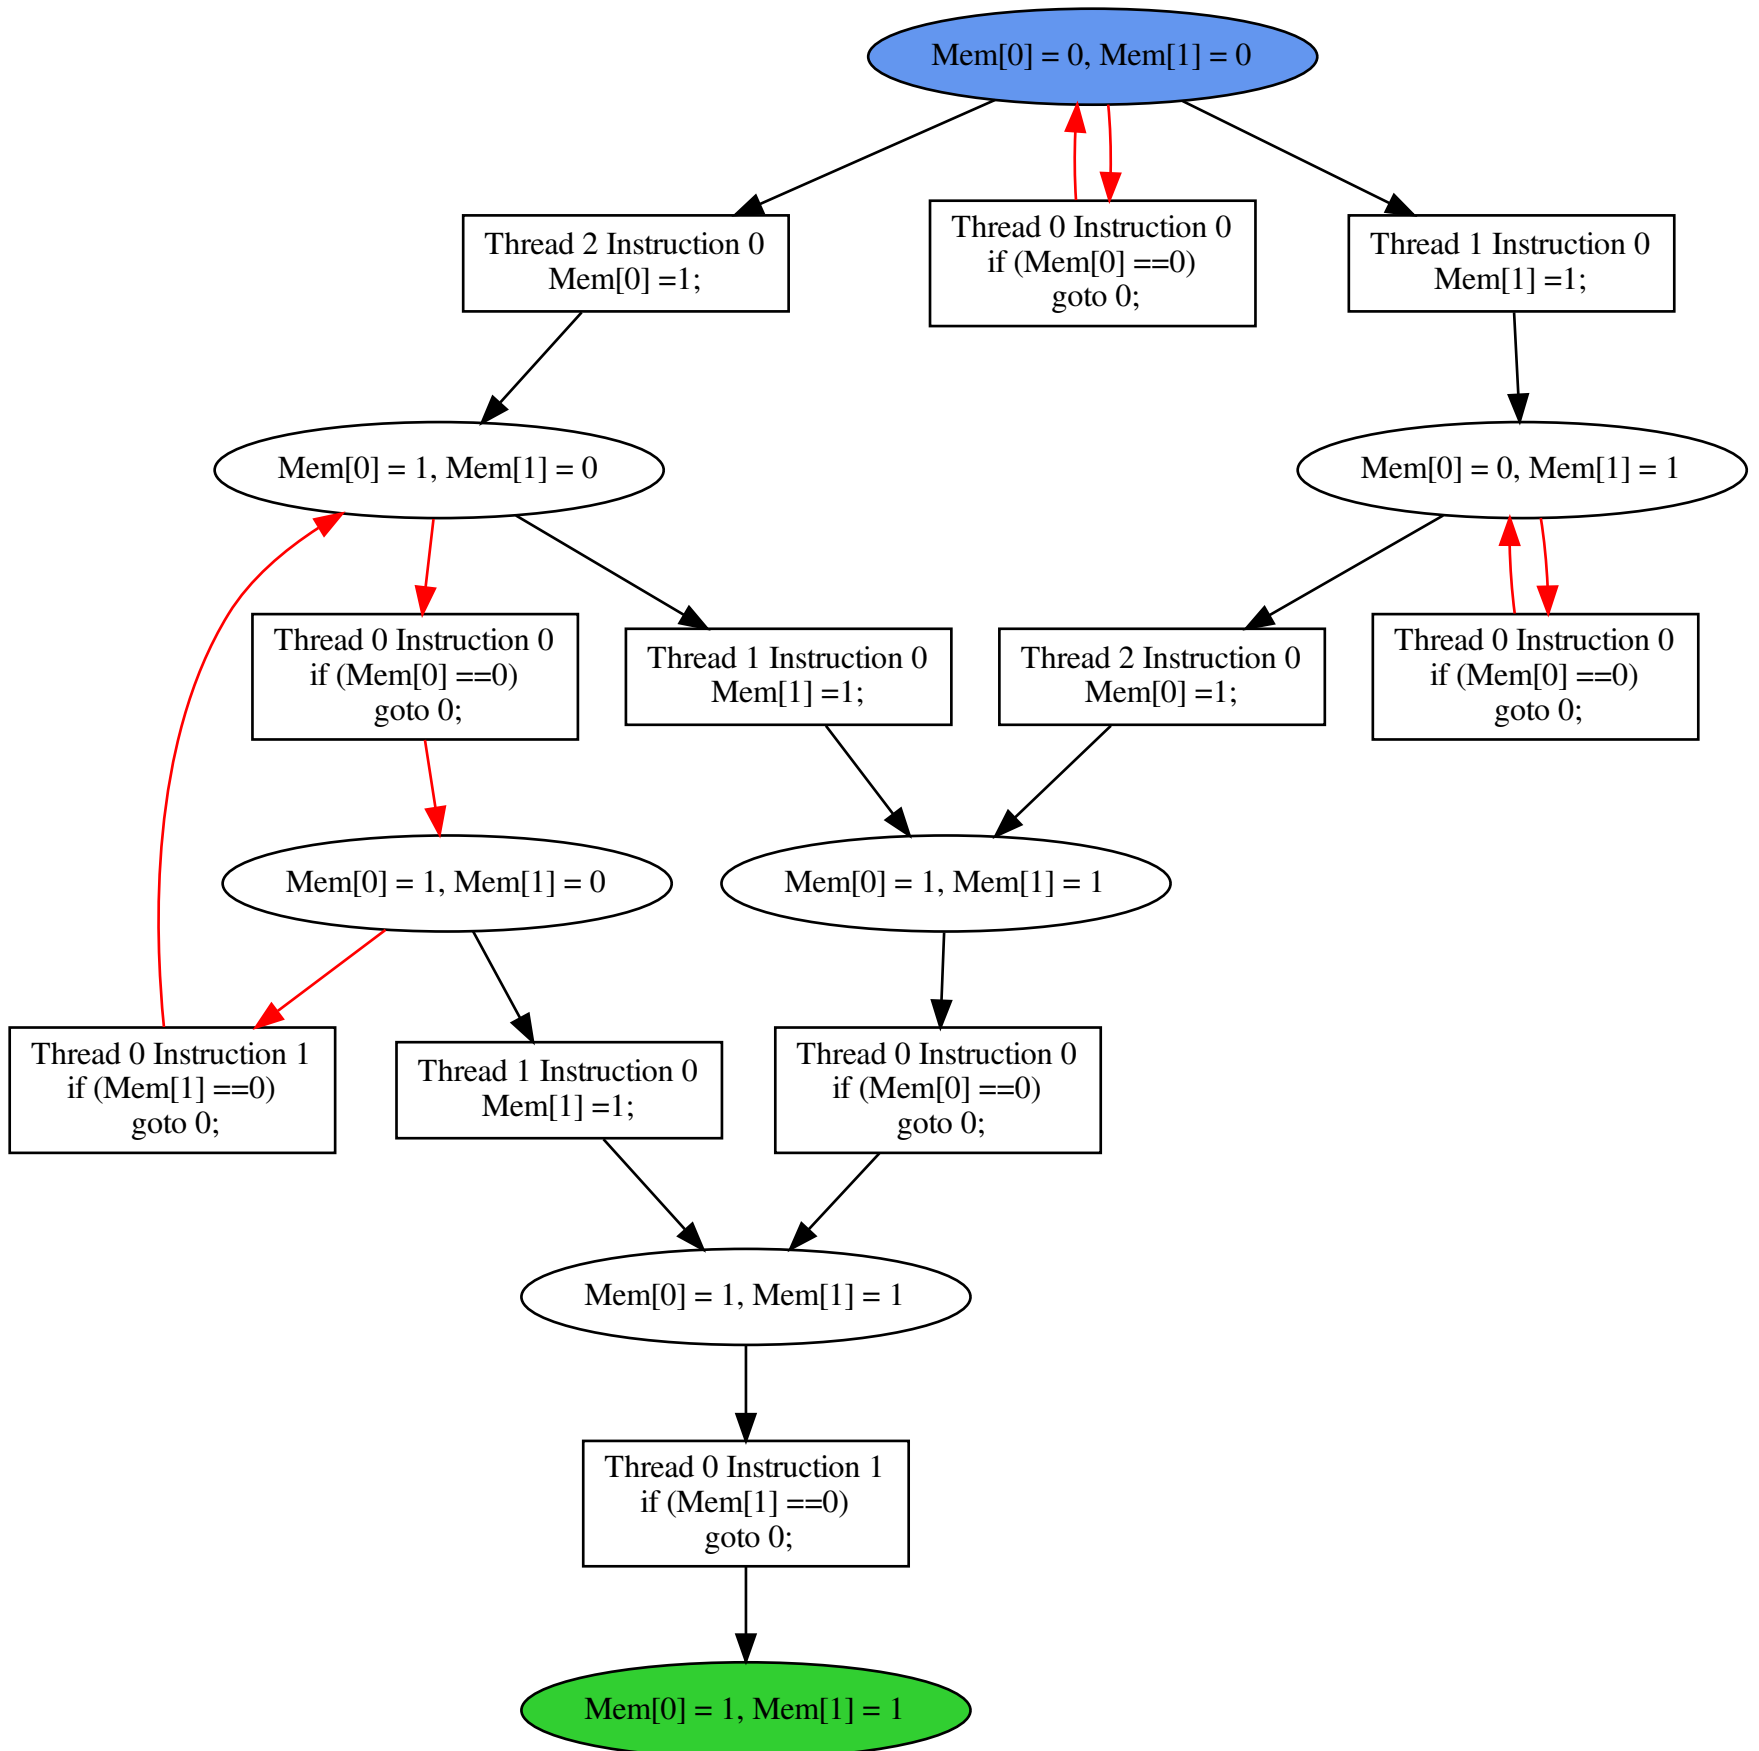 Mem[0] = 0, Mem[1] = 0
Thread 2 Instruction 0
Mem[0] =1;
Thread 0 Instruction 0
if (Mem[0] ==0)
goto 0;
Thread 1 Instruction 0
Mem[1] =1;
Mem[0] = 1, Mem[1] = 0
Mem[0] = 0, Mem[1] = 1
Thread 0 Instruction 0
if (Mem[0] ==0)
goto 0;
Thread 1 Instruction 0
Mem[1] =1;
Thread 2 Instruction 0
Mem[0] =1;
Thread 0 Instruction 0
if (Mem[0] ==0)
goto 0;
Mem[0] = 1, Mem[1] = 0
Mem[0] = 1, Mem[1] = 1
Thread 0 Instruction 1
if (Mem[1] ==0)
goto 0;
Thread 1 Instruction 0
Mem[1] =1;
Thread 0 Instruction 0
if (Mem[0] ==0)
goto 0;
Mem[0] = 1, Mem[1] = 1
Thread 0 Instruction 1
if (Mem[1] ==0)
goto 0;
Mem[0] = 1, Mem[1] = 1